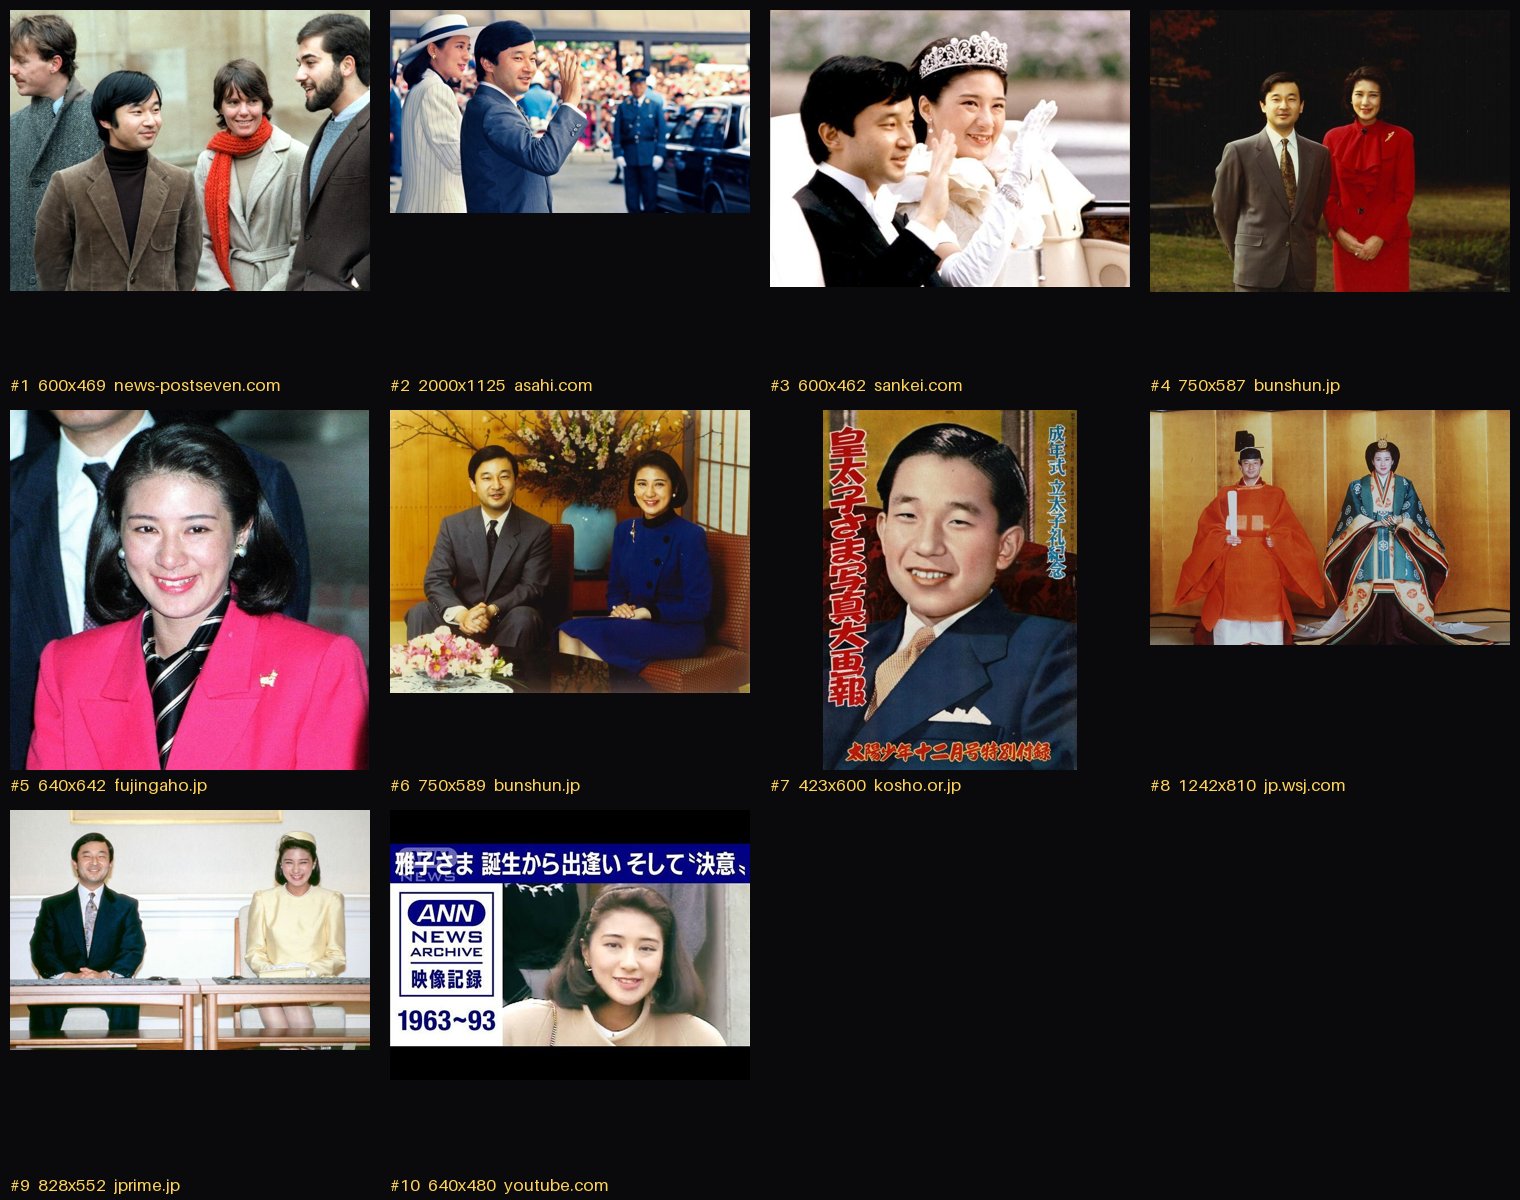 #1 600x469 news-postseven.com
#2 2000x1125 asahi.com
#3 600x462 sankei.com
#4 750x587 bunshun.jp
皇太子さま写真大画報
成年式 立太子礼紀念
太陽少年十二月号特別付録
#5 640x642 fujingaho.jp
#6 750x589 bunshun.jp
#7 423x600 kosho.or.jp
#8 1242x810 jp.wsj.com
雅子さま 誕生から出逢い そして〝決意〟
NEWS
ANN
NEWS
ARCHIVE
映像記録
1963~93
#9 828x552 jprime.jp
#10 640x480 youtube.com